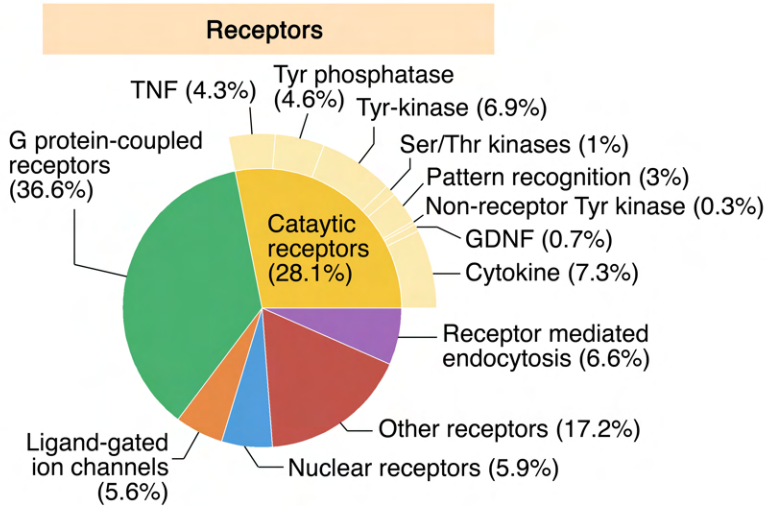 Receptors
TNF (4.3%)
Tyr phosphatase
(4.6%)
Tyr-kinase (6.9%)
Ser/Thr kinases (1%)
Pattern recognition (3%)
Non-receptor Tyr kinase (0.3%)
GDNF (0.7%)
Cytokine (7.3%)
G protein-coupled
receptors
(36.6%)
Cataytic
receptors
(28.1%)
Receptor mediated
endocytosis (6.6%)
Other receptors (17.2%)
Nuclear receptors (5.9%)
Ligand-gated
ion channels
(5.6%)